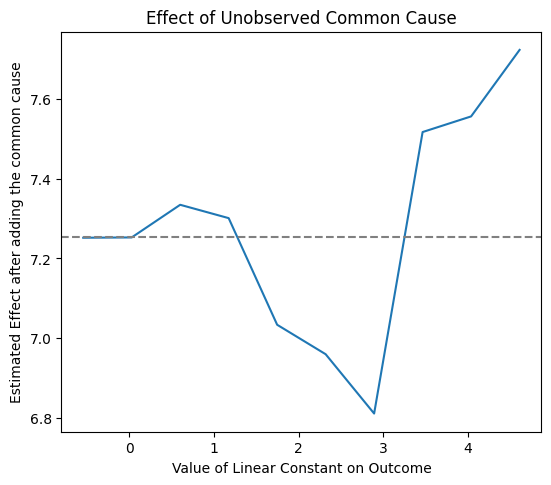 Effect of Unobserved Common Cause
Estimated Effect after adding the common cause
7.6
7.4
7.2
7.0
6.8
0 1 2 3 4
Value of Linear Constant on Outcome